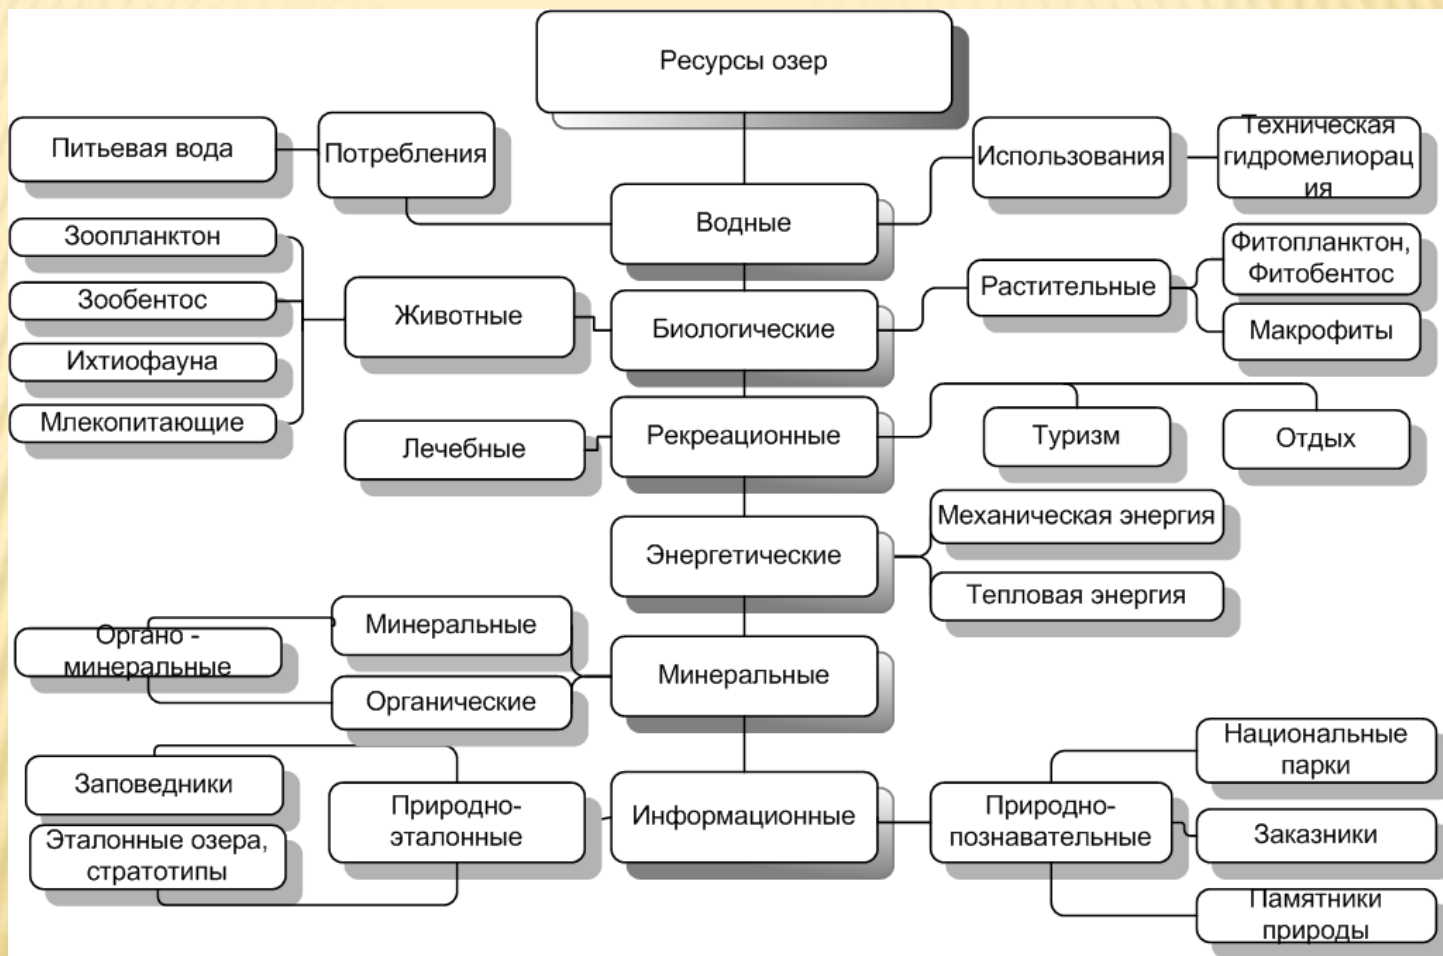 Ресурсы озер
Питьевая вода
Потребления
Водные
Использования
Техническая
гидромелиорац
ия
Зоопланктон
Зообентос
Ихтиофауна
Млекопитающие
Животные
Биологические
Растительные
Фитопланктон,
Фитобентос
Макрофиты
Лечебные
Рекреационные
Туризм
Отдых
Энергетические
Механическая энергия
Тепловая энергия
Органо -
минеральные
Минеральные
Органические
Минеральные
Заповедники
Эталонные озера,
стратотипы
Природно-
эталонные
Информационные
Природно-
познавательные
Национальные
парки
Заказники
Памятники
природы